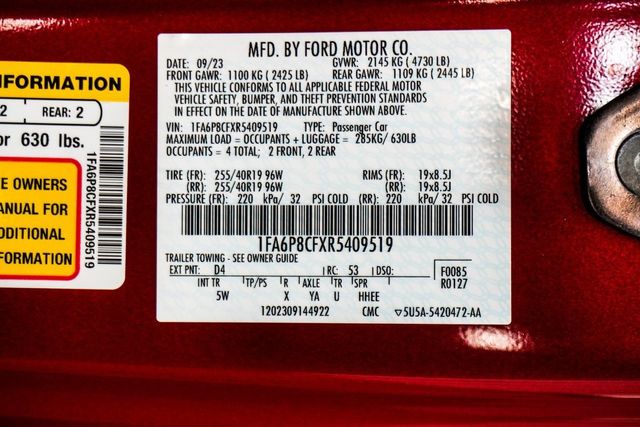 NFORMATION
2 REAR: 2
or 630 lbs.
E OWNERS
ANUAL FOR
DDITIONAL
FORMATION
1FA6P8CFXR5409519
MFD. BY FORD MOTOR CO.
DATE: 09/23 GVWR: 2145 KG ( 4730 LB)
FRONT GAWR: 1100 KG ( 2425 LB) REAR GAWR: 1109 KG ( 2445 LB)
THIS VEHICLE CONFORMS TO ALL APPLICABLE FEDERAL MOTOR
VEHICLE SAFETY, BUMPER, AND THEFT PREVENTION STANDARDS
IN EFFECT ON THE DATE OF MANUFACTURE SHOWN ABOVE.
VIN: 1FA6P8CFXR5409519 TYPE: Passenger Car
MAXIMUM LOAD = OCCUPANTS + LUGGAGE = 285KG/ 630LB
OCCUPANTS = 4 TOTAL; 2 FRONT, 2 REAR
TIRE (FR): 255/40R19 96W RIMS (FR): 19x8.5J
(RR): 255/40R19 96W (RR): 19x8.5J
PRESSURE (FR): 220 kPa/ 32 PSI COLD (RR): 220 kPa/ 32 PSI COLD
1FA6P8CFXR5409519
TRAILER TOWING - SEE OWNER GUIDE
EXT PNT: D4 RC: 53 DSO: F0085
INT TR TP/PS R AXLE TR SPR R0127
5W X YA U HHEE
1202309144922 CMC ▽5U5A-5420472-AA